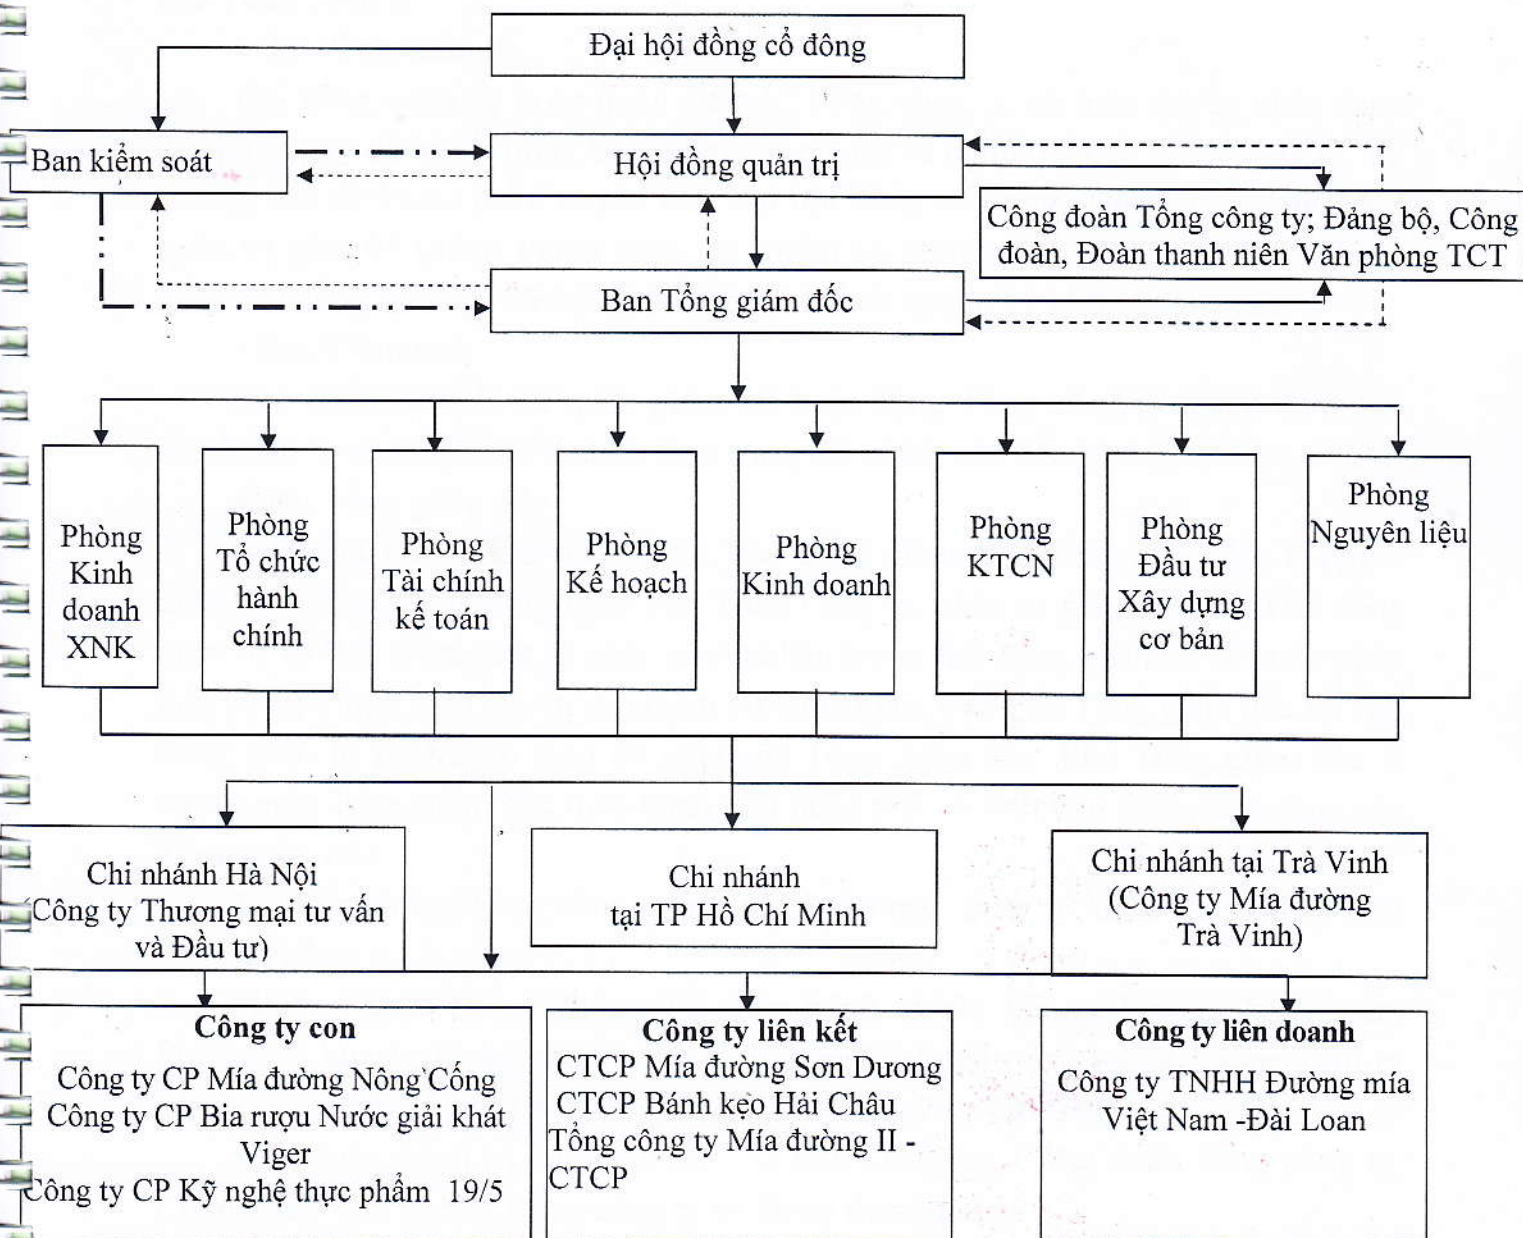 Đại hội đồng cổ đông
Ban kiểm soát
Hội đồng quản trị
Công đoàn Tổng công ty; Đảng bộ, Công
đoàn, Đoàn thanh niên Văn phòng TCT
Ban Tổng giám đốc
Phòng
Kinh
doanh
XNK
Phòng
Tổ chức
hành
chính
Phòng
Tài chính
kế toán
Phòng
Kế hoạch
Phòng
Kinh doanh
Phòng
KTCN
Phòng
Đầu tư
Xây dựng
cơ bản
Phòng
Nguyên liệu
Chi nhánh Hà Nội
(Công ty Thương mại tư vấn
và Đầu tư)
Chi nhánh
tại TP Hồ Chí Minh
Chi nhánh tại Trà Vinh
(Công ty Mía đường
Trà Vinh)
Công ty con
Công ty CP Mía đường Nông Cống
Công ty CP Bia rượu Nước giải khát
Viger
Công ty CP Kỹ nghệ thực phẩm 19/5
Công ty liên kết
CTCP Mía đường Sơn Dương
CTCP Bánh kẹo Hải Châu
Tổng công ty Mía đường II -
CTCP
Công ty liên doanh
Công ty TNHH Đường mía
Việt Nam -Đài Loan